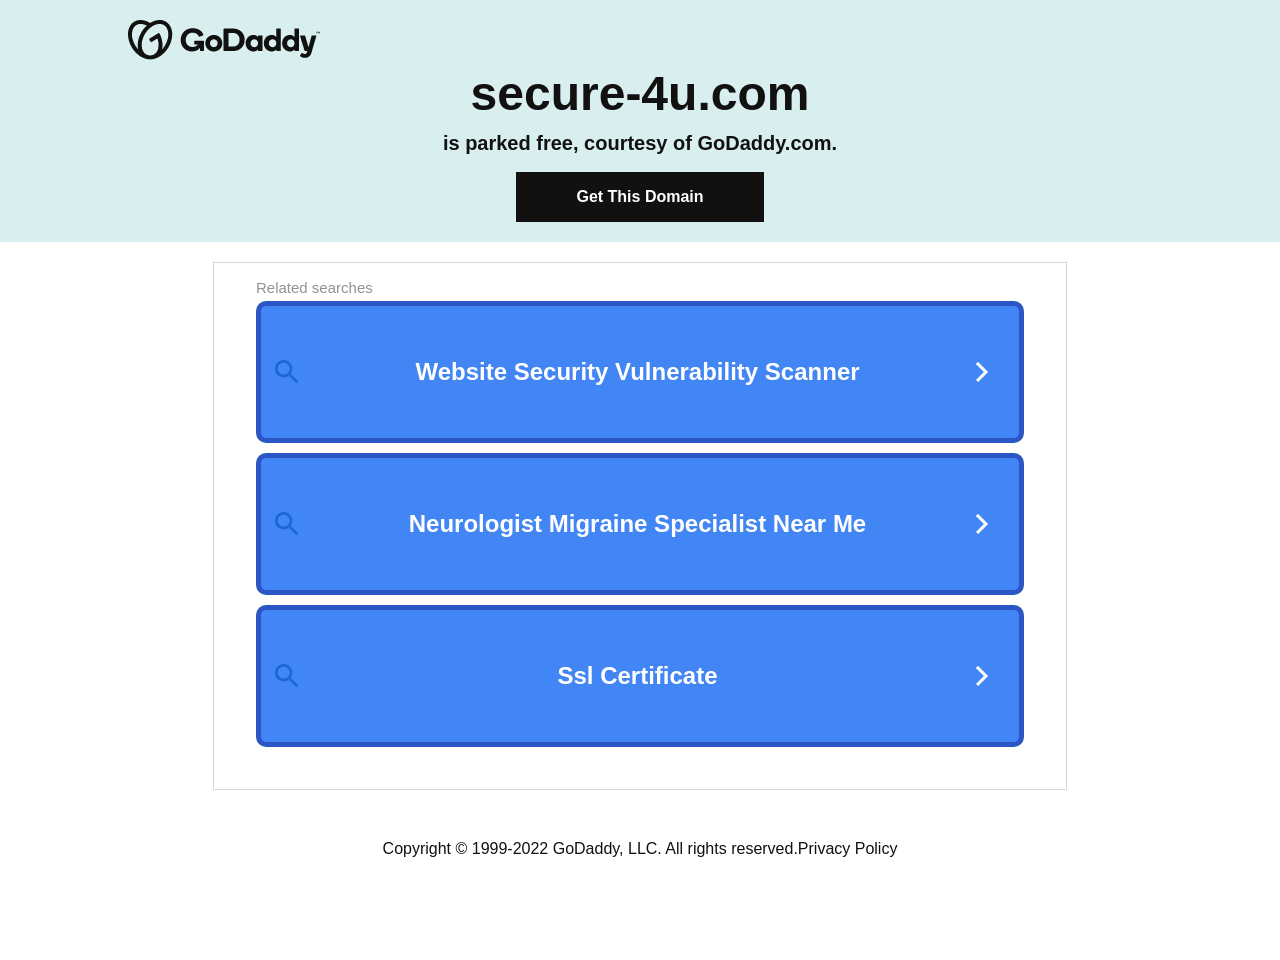 GoDaddy™
secure-4u.com
is parked free, courtesy of GoDaddy.com.
Get This Domain
Related searches
Website Security Vulnerability Scanner
Neurologist Migraine Specialist Near Me
Ssl Certificate
Copyright © 1999-2022 GoDaddy, LLC. All rights reserved.Privacy Policy